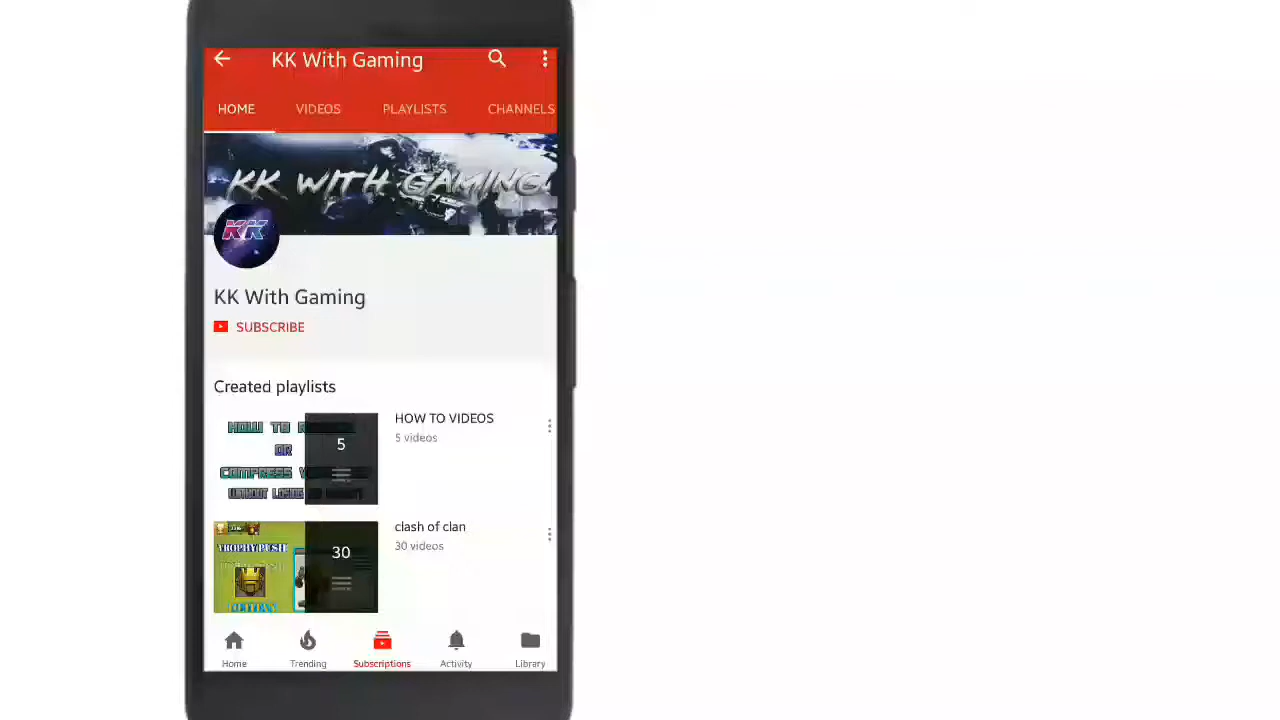 KK With Gaming
HOME VIDEOS PLAYLISTS CHANNELS
KK WITH GAMING
KK
KK With Gaming
SUBSCRIBE
Created playlists
HOW TO
OR
COMPRESS
WITHOUT
5
HOW TO VIDEOS
5 videos
TROPHY PUSH
30
clash of clan
30 videos
Home Trending Subscriptions Activity Library